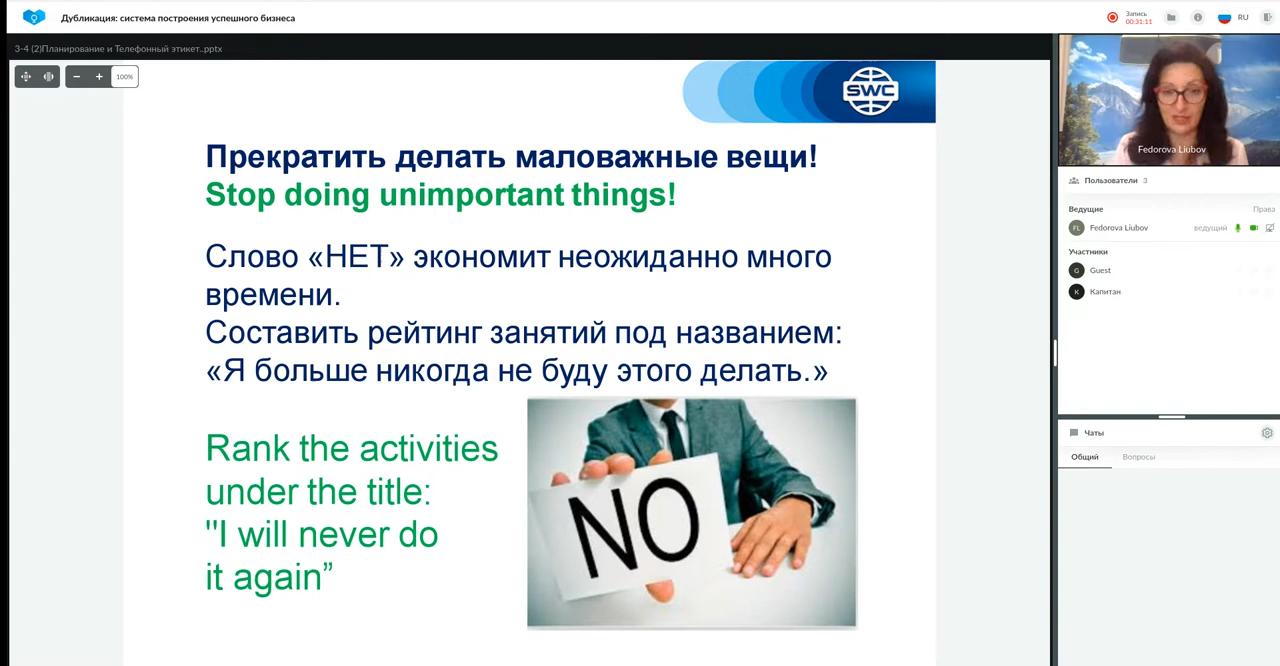 Дубликация: система построения успешного бизнеса
Запись
00:31:11
RU
3-4 (2)Планирование и Телефонный этикет..pptx
100%
SWC
Прекратить делать маловажные вещи!
Stop doing unimportant things!
Слово «НЕТ» экономит неожиданно много
времени.
Составить рейтинг занятий под названием:
«Я больше никогда не буду этого делать.»
Rank the activities
under the title:
"I will never do
it again”
NO
Fedorova Liubov
Пользователи 3
Ведущие Права
FL Fedorova Liubov ведущий
Участники
G Guest
К Капитан
Чаты
Общий Вопросы